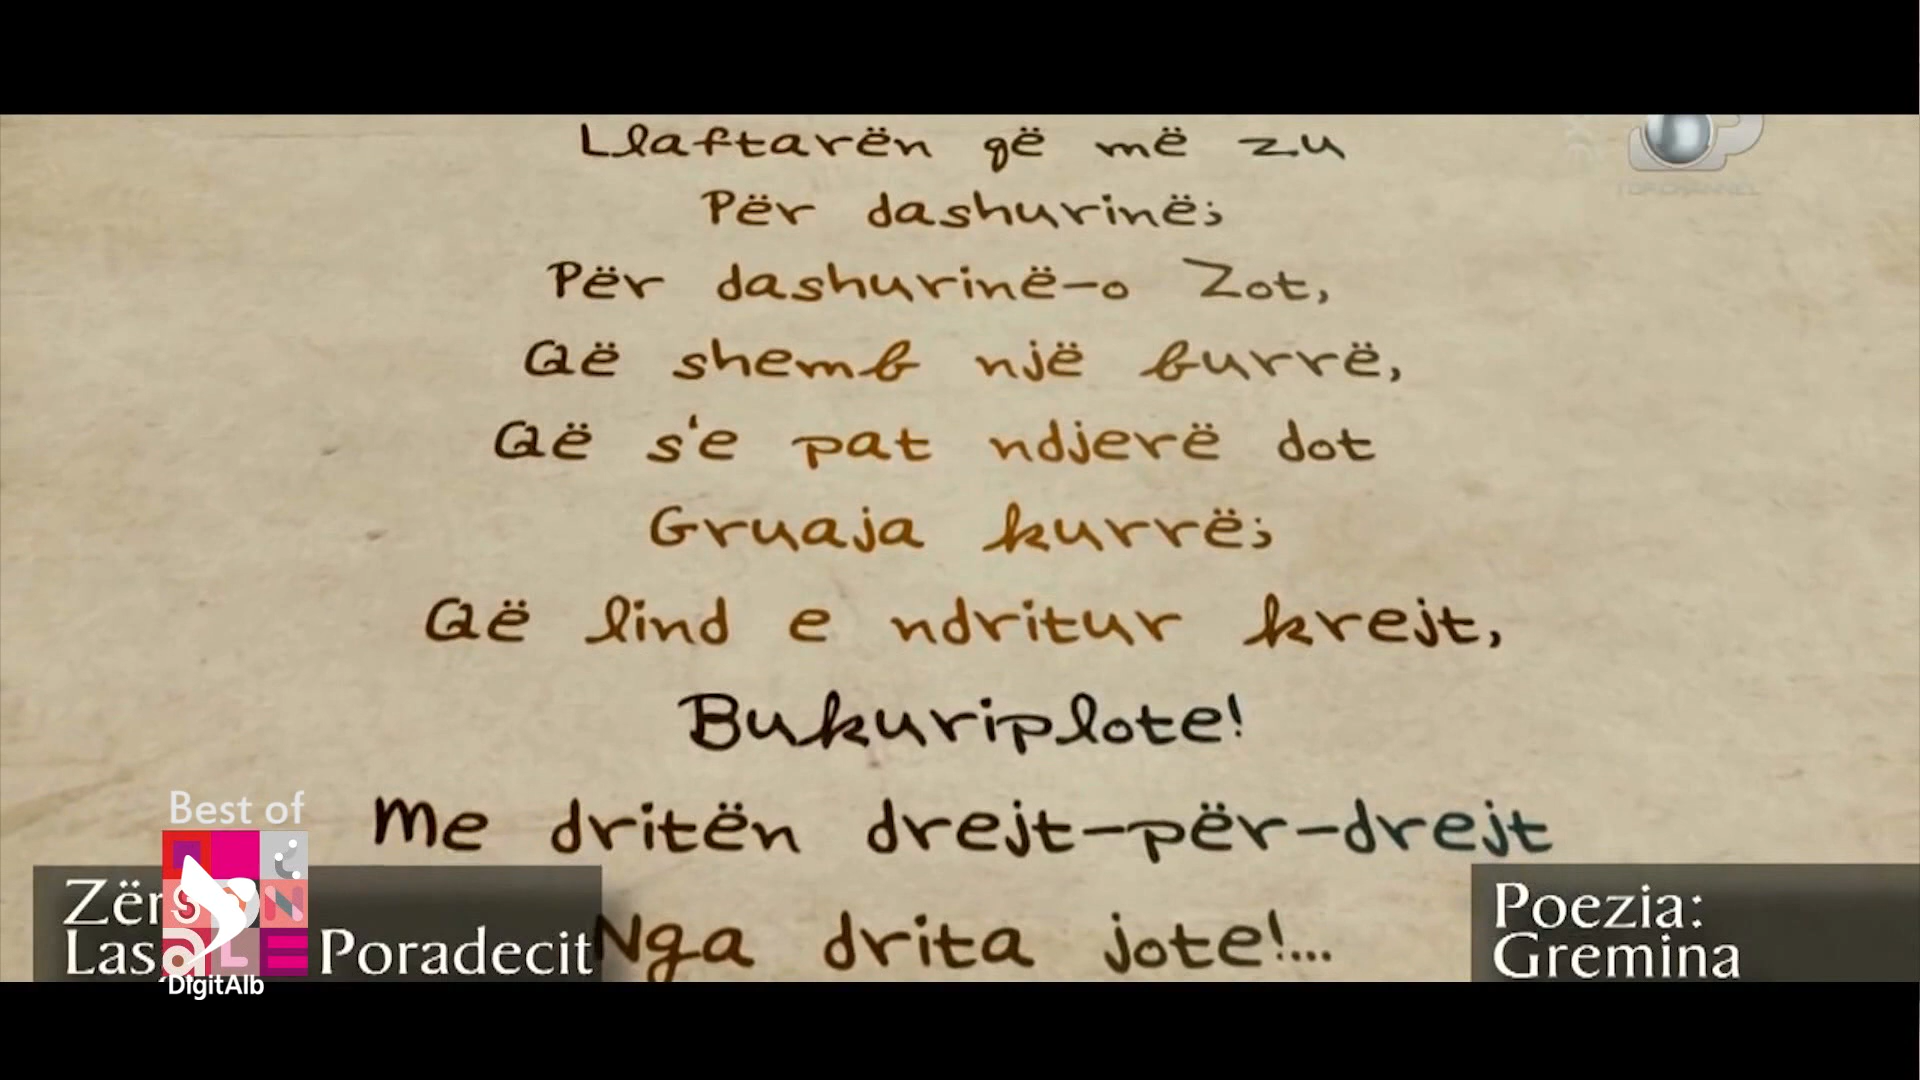 Llaftarën që më zu
Për dashurinë;
Për dashurinë-o Zot,
Që shemb një burrë,
Që s'e pat ndjerë dot
Gruaja kurrë;
Që lind e ndritur krejt,
Bukuriplote!
Me dritën drejt-për-drejt
Nga drita jote!...
Best of
DigitAlb
Poradecit
Poezia:
Gremina